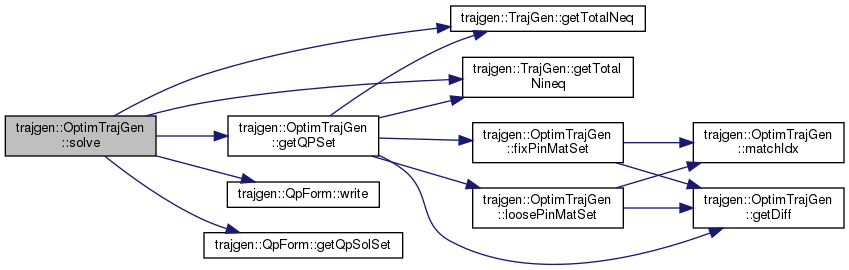 trajgen::TrajGen::getTotalNeq
trajgen::TrajGen::getTotal
Nineq
trajgen::OptimTrajGen
::solve
trajgen::OptimTrajGen
::getQPSet
trajgen::OptimTrajGen
::fixPinMatSet
trajgen::OptimTrajGen
::matchIdx
trajgen::QpForm::write
trajgen::OptimTrajGen
::loosePinMatSet
trajgen::OptimTrajGen
::getDiff
trajgen::QpForm::getQpSolSet